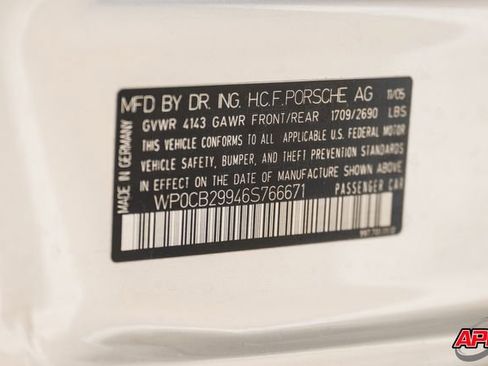 MFD BY DR. ING. H.C.F. PORSCHE AG 11/05
GVWR 4143 GAWR FRONT/REAR 1709/2690 LBS
THIS VEHICLE CONFORMS TO ALL APPLICABLE U.S. FEDERAL MOTOR
VEHICLE SAFETY, BUMPER, AND THEFT PREVENTION STANDARDS
IN EFFECT ON THE DATE OF MANUFACTURE SHOWN ABOVE.
WP0CB29946S766671 PASSENGER CAR
MADE IN GERMANY